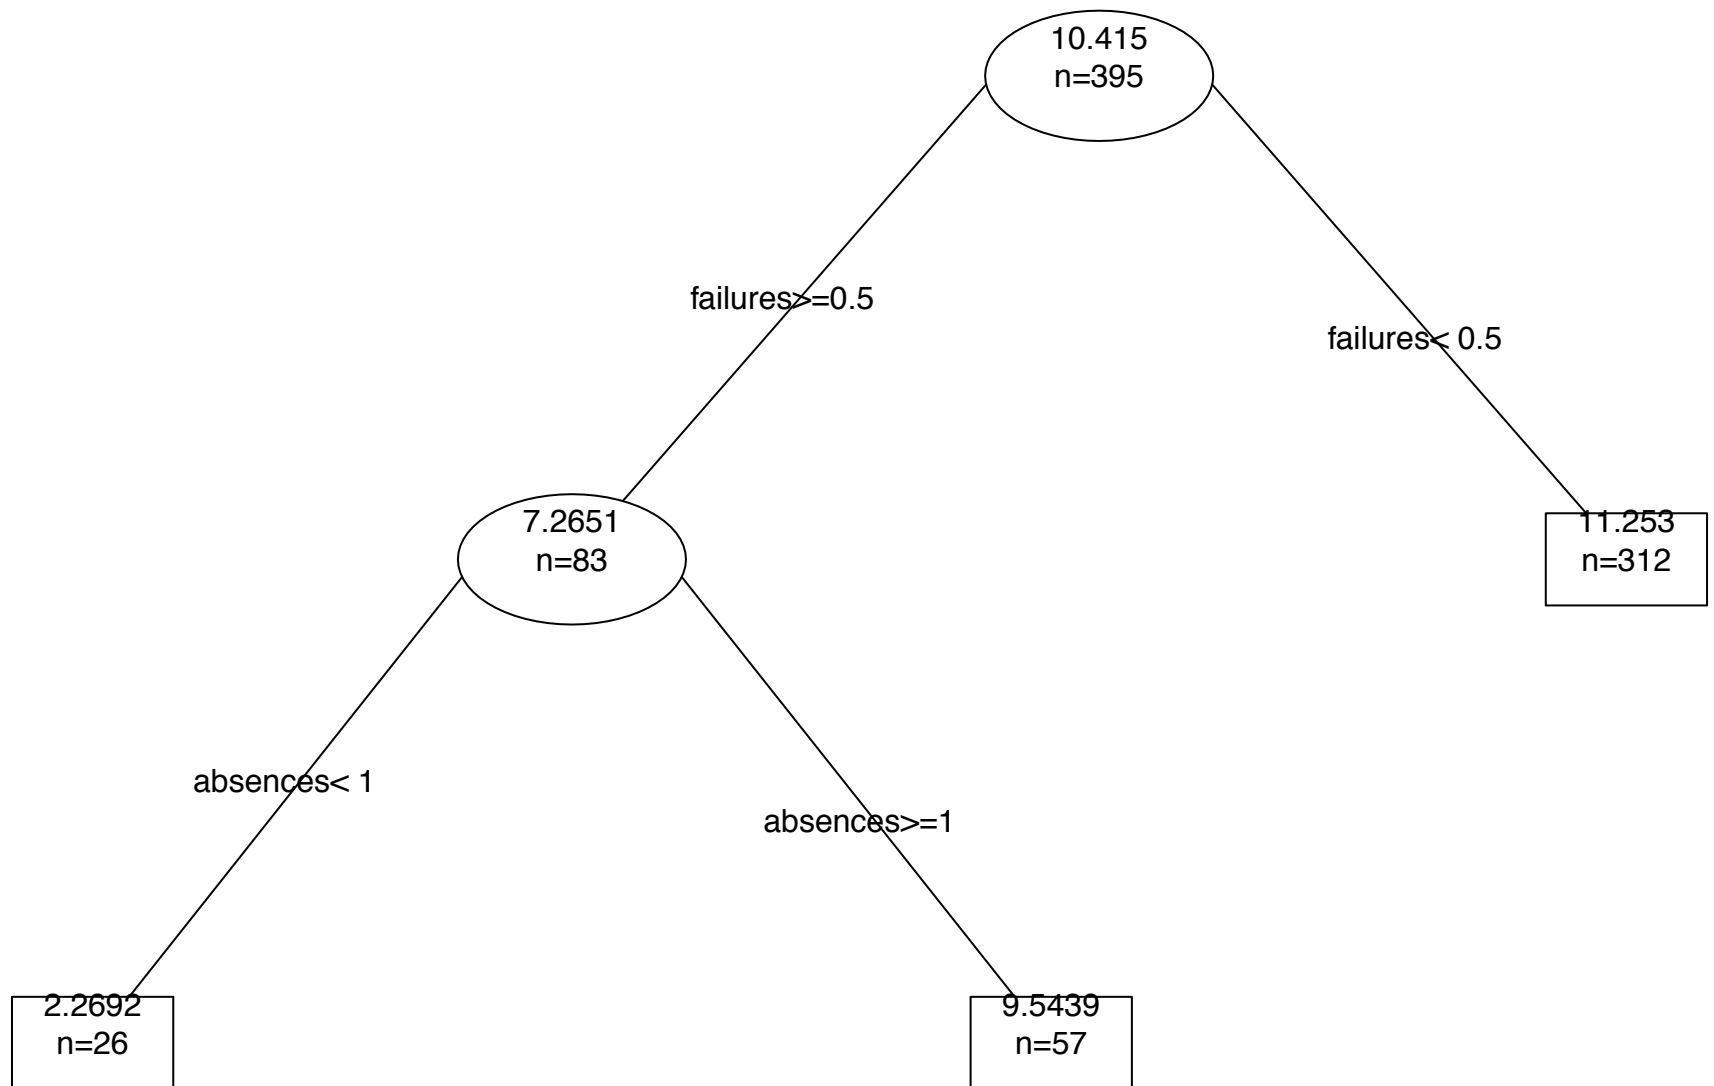 10.415
n=395
failures>=0.5
failures< 0.5
7.2651
n=83
11.253
n=312
absences< 1
absences>=1
2.2692
n=26
9.5439
n=57